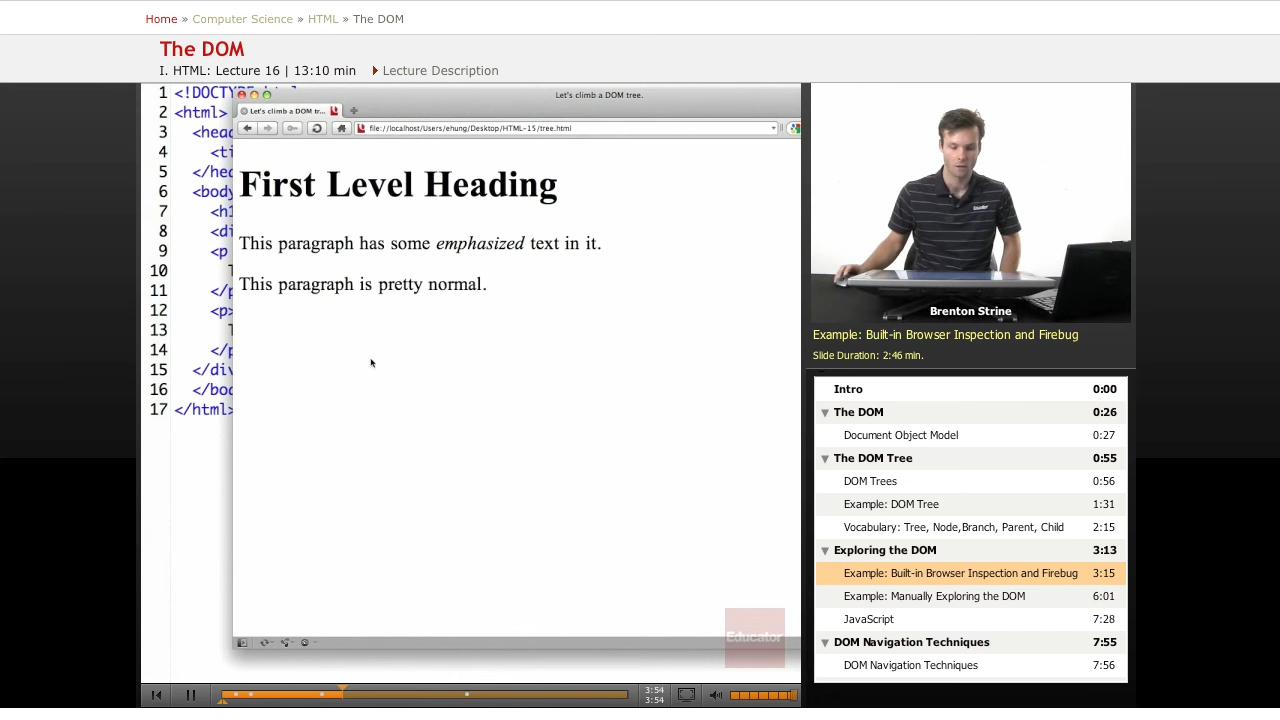 Home » Computer Science » HTML » The DOM
The DOM
I. HTML: Lecture 16 | 13:10 min Lecture Description
1 <!DOCTYPE html>
2 <html>
3 <head
4 <ti
5 </hea
6 <body
7 <h1
8 <di
9 <p
10 T
11 </p
12 <p>
13 T
14 </p
15 </div
16 </bod
17 </html>
Let's climb a DOM tree.
Let's climb a DOM tr...
file://localhost/Users/ehung/Desktop/HTML-15/tree.html
First Level Heading
This paragraph has some emphasized text in it.
This paragraph is pretty normal.
Educator
3:54
3:54
Brenton Strine
Example: Built-in Browser Inspection and Firebug
Slide Duration: 2:46 min.
Intro 0:00
The DOM 0:26
Document Object Model 0:27
The DOM Tree 0:55
DOM Trees 0:56
Example: DOM Tree 1:31
Vocabulary: Tree, Node,Branch, Parent, Child 2:15
Exploring the DOM 3:13
Example: Built-in Browser Inspection and Firebug 3:15
Example: Manually Exploring the DOM 6:01
JavaScript 7:28
DOM Navigation Techniques 7:55
DOM Navigation Techniques 7:56